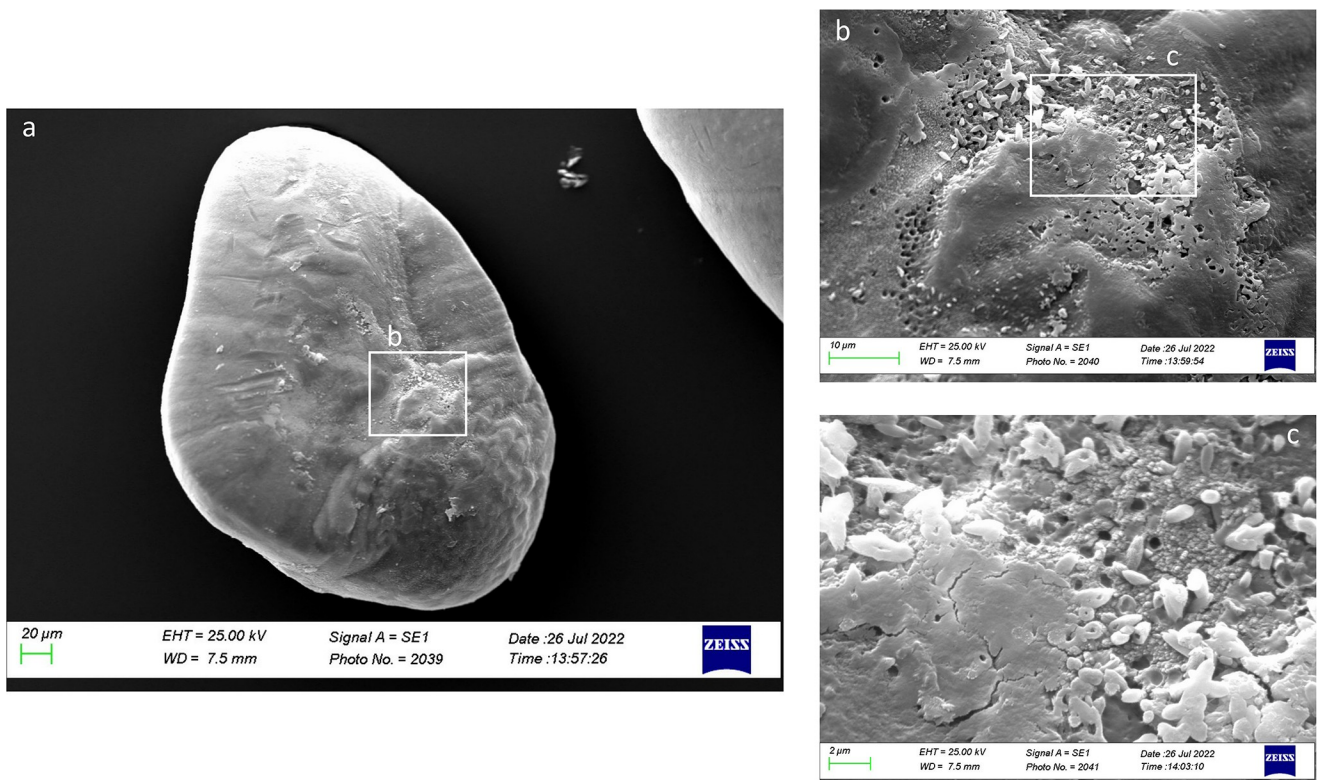 a
b
20 µm
EHT = 25.00 kV
Signal A = SE1
Date :26 Jul 2022
WD = 7.5 mm
Photo No. = 2039
Time :13:57:26
ZEISS
b
c
10 µm
EHT = 25.00 kV
Signal A = SE1
Date :26 Jul 2022
WD = 7.5 mm
Photo No. = 2040
Time :13:59:54
ZEISS
c
2 µm
EHT = 25.00 kV
Signal A = SE1
Date :26 Jul 2022
WD = 7.5 mm
Photo No. = 2041
Time :14:03:10
ZEISS